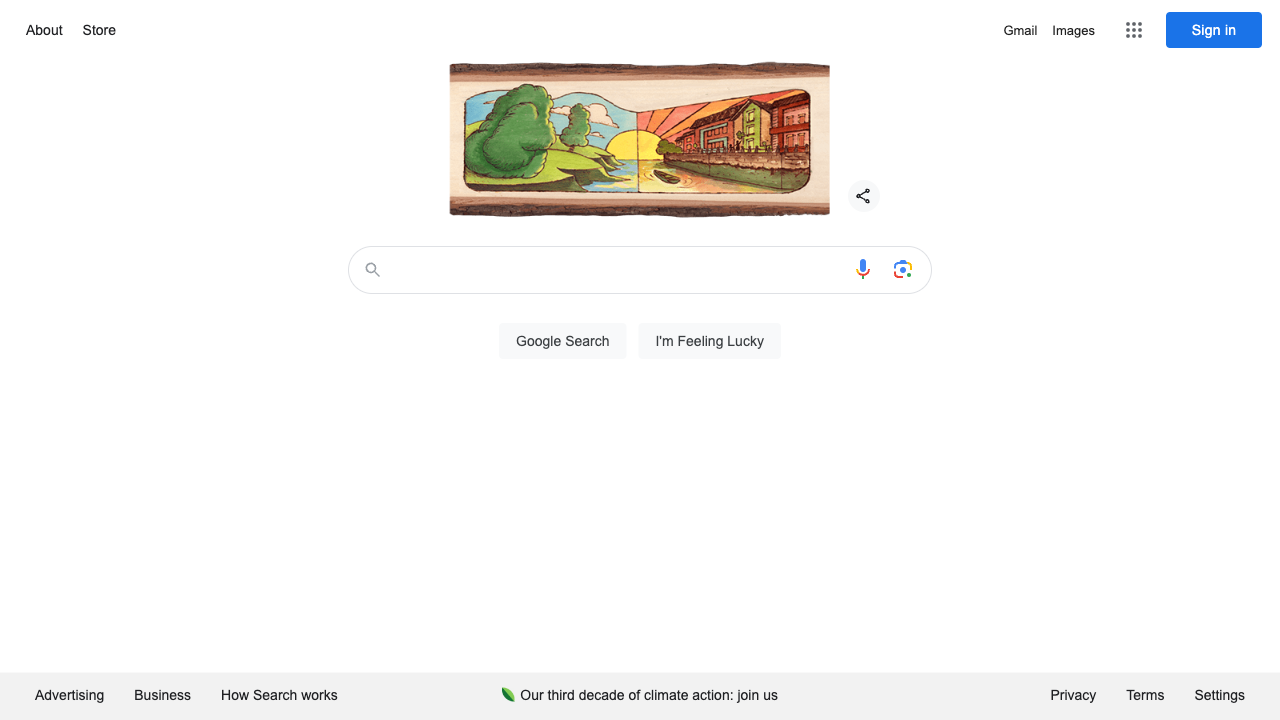 About Store
Gmail Images Sign in
Google Search I'm Feeling Lucky
Our third decade of climate action: join us
Advertising Business How Search works
Privacy Terms Settings